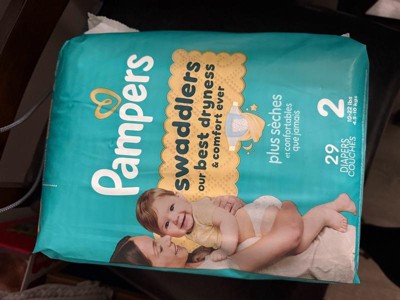 Pampers
swaddlers
our best dryness
& comfort ever
plus sèches
et confortables
que jamais
2
29
DIAPERS
COUCHES